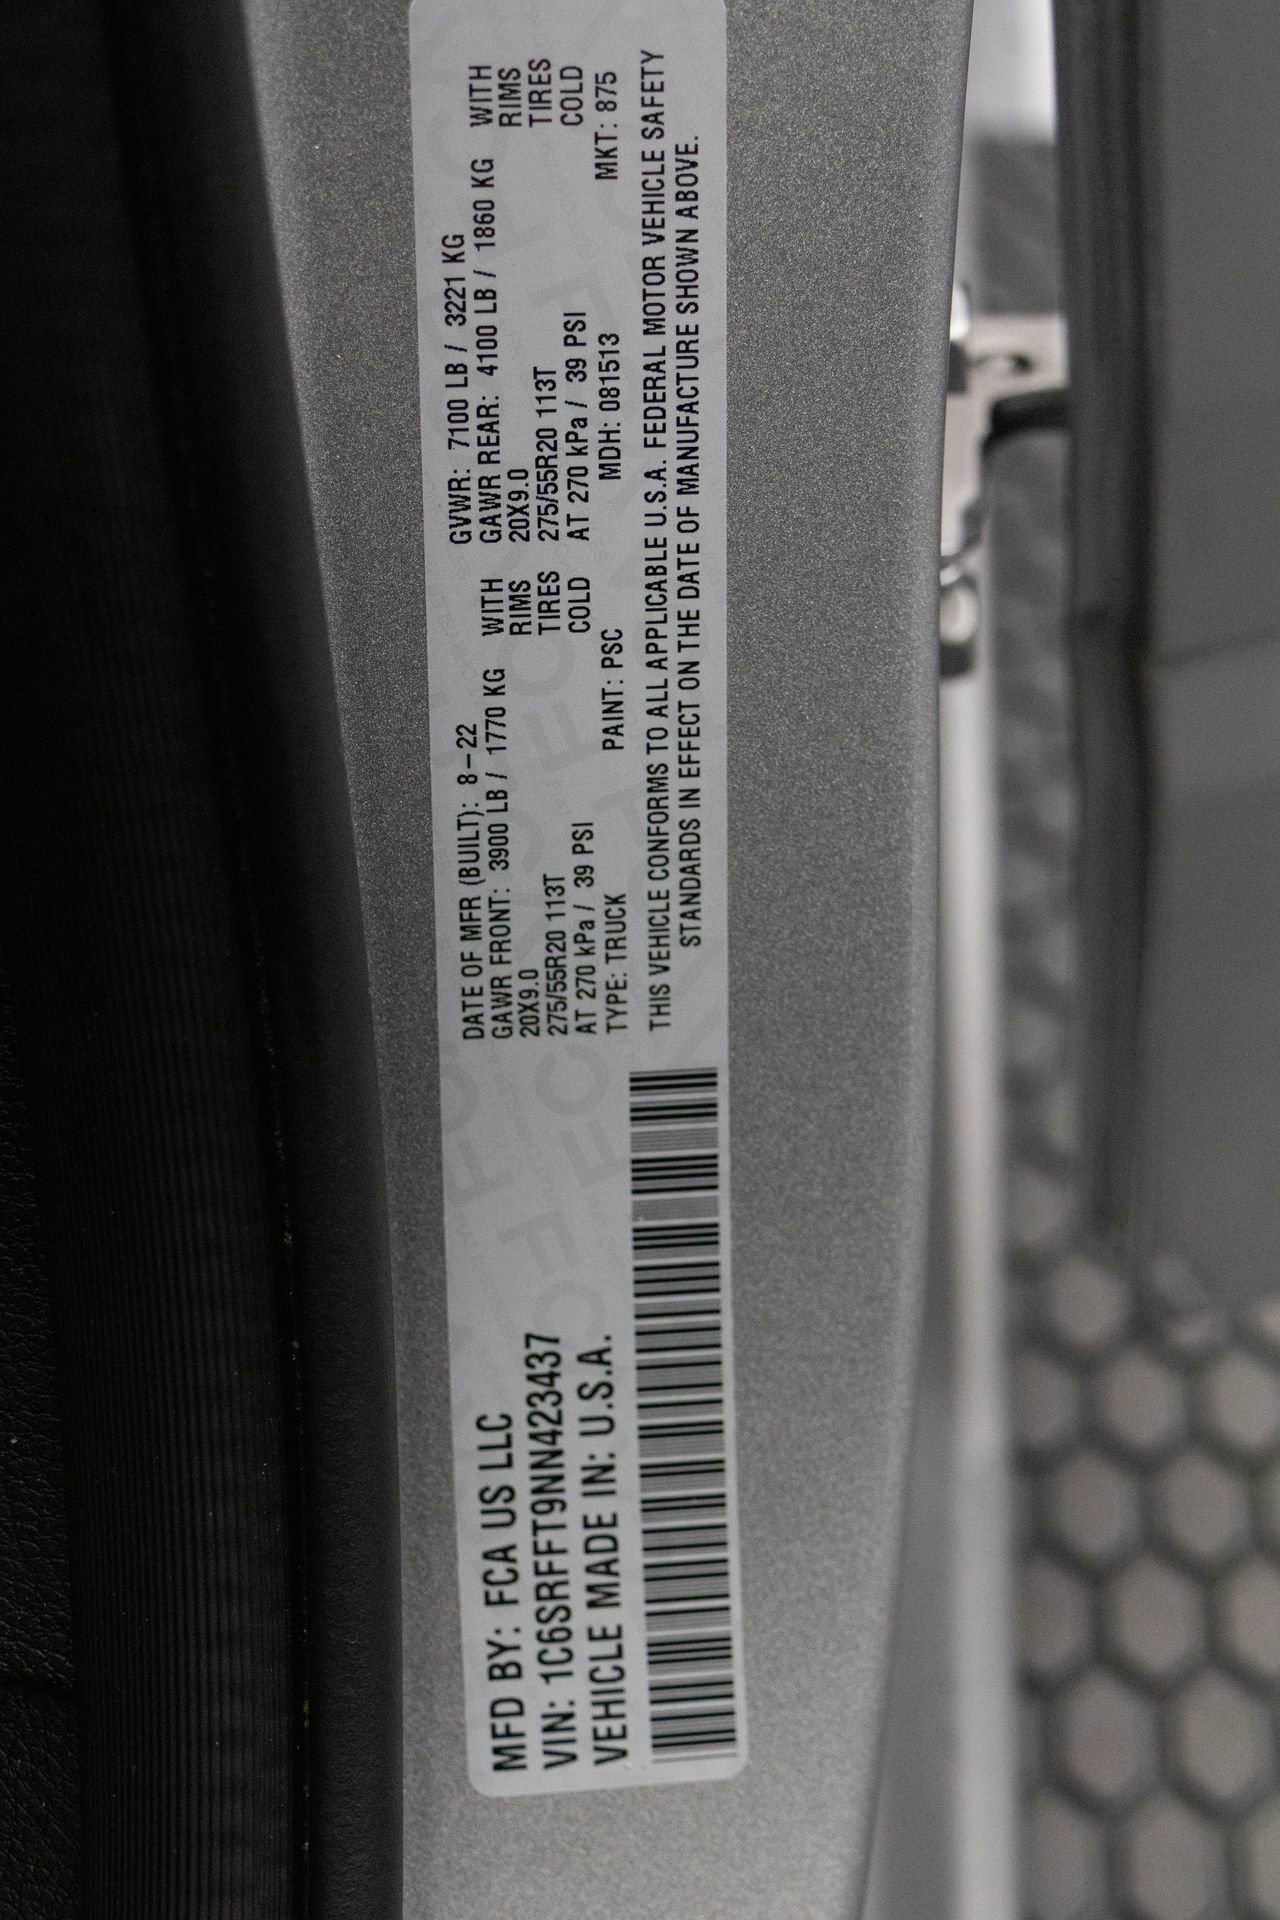 MFD BY: FCA US LLC
VIN: 1C6SRFFT9NN423437
VEHICLE MADE IN: U.S.A.
DATE OF MFR (BUILT): 8-22 GVWR: 7100 LB / 3221 KG
GAWR FRONT: 3900 LB / 1770 KG WITH GAWR REAR: 4100 LB / 1860 KG WITH
20X9.0 RIMS 20X9.0 RIMS
275/55R20 113T TIRES 275/55R20 113T TIRES
AT 270 kPa / 39 PSI COLD AT 270 kPa / 39 PSI COLD
TYPE: TRUCK PAINT: PSC MDH: 081513 MKT: 875
THIS VEHICLE CONFORMS TO ALL APPLICABLE U.S.A. FEDERAL MOTOR VEHICLE SAFETY
STANDARDS IN EFFECT ON THE DATE OF MANUFACTURE SHOWN ABOVE.